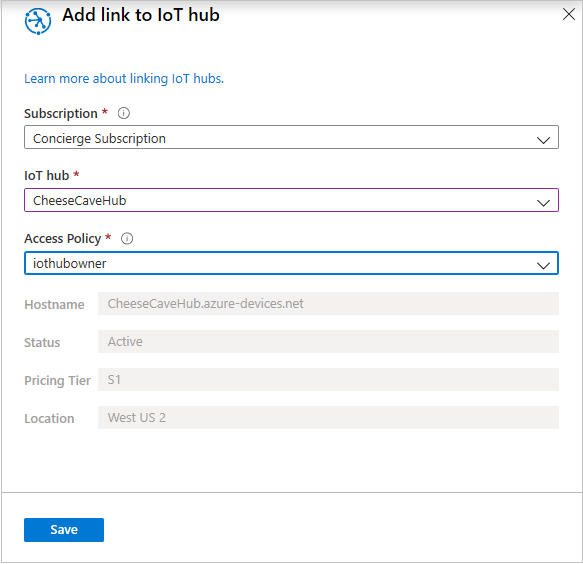 Add link to IoT hub
Learn more about linking IoT hubs.
Subscription *
Concierge Subscription
IoT hub *
CheeseCaveHub
Access Policy *
iothubowner
Hostname CheeseCaveHub.azure-devices.net
Status Active
Pricing Tier S1
Location West US 2
Save